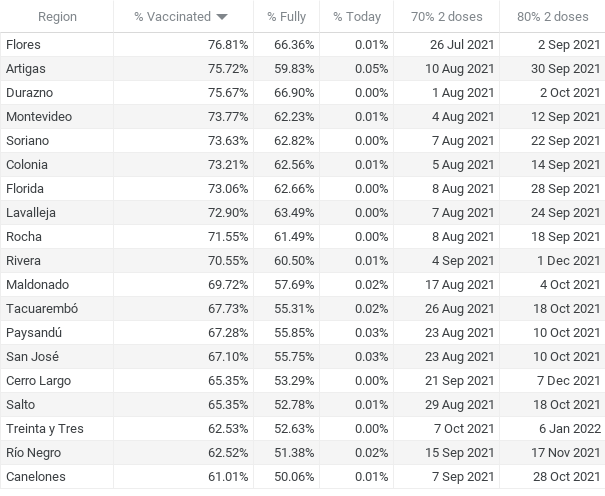 Region % Vaccinated % Fully % Today 70% 2 doses 80% 2 doses
Flores 76.81% 66.36% 0.01% 26 Jul 2021 2 Sep 2021
Artigas 75.72% 59.83% 0.05% 10 Aug 2021 30 Sep 2021
Durazno 75.67% 66.90% 0.00% 1 Aug 2021 2 Oct 2021
Montevideo 73.77% 62.23% 0.01% 4 Aug 2021 12 Sep 2021
Soriano 73.63% 62.82% 0.00% 7 Aug 2021 22 Sep 2021
Colonia 73.21% 62.56% 0.01% 5 Aug 2021 14 Sep 2021
Florida 73.06% 62.66% 0.00% 8 Aug 2021 28 Sep 2021
Lavalleja 72.90% 63.49% 0.00% 7 Aug 2021 24 Sep 2021
Rocha 71.55% 61.49% 0.00% 8 Aug 2021 18 Sep 2021
Rivera 70.55% 60.50% 0.01% 4 Sep 2021 1 Dec 2021
Maldonado 69.72% 57.69% 0.02% 17 Aug 2021 4 Oct 2021
Tacuarembó 67.73% 55.31% 0.02% 26 Aug 2021 18 Oct 2021
Paysandú 67.28% 55.85% 0.03% 23 Aug 2021 10 Oct 2021
San José 67.10% 55.75% 0.03% 23 Aug 2021 10 Oct 2021
Cerro Largo 65.35% 53.29% 0.00% 21 Sep 2021 7 Dec 2021
Salto 65.35% 52.78% 0.01% 29 Aug 2021 18 Oct 2021
Treinta y Tres 62.53% 52.63% 0.00% 7 Oct 2021 6 Jan 2022
Río Negro 62.52% 51.38% 0.02% 15 Sep 2021 17 Nov 2021
Canelones 61.01% 50.06% 0.01% 7 Sep 2021 28 Oct 2021